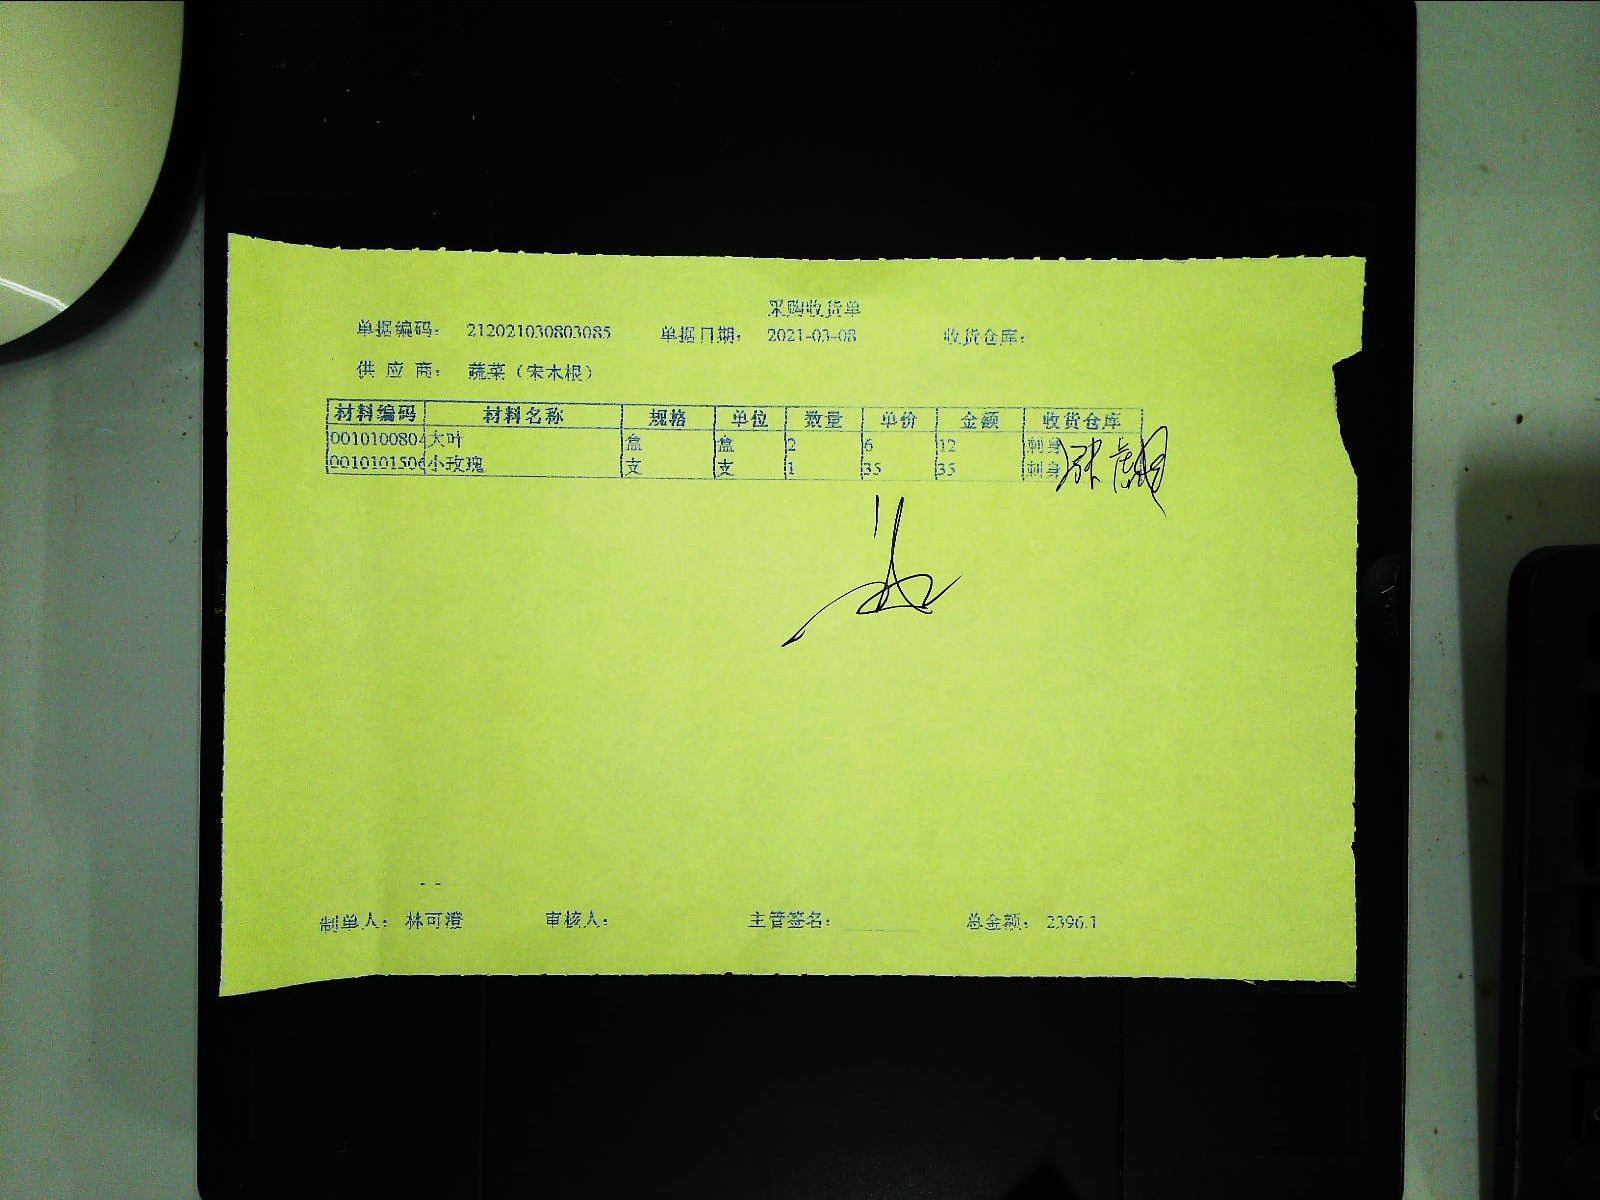 采购收货单
单据编码： 212021030803085 单据日期： 2021-03-08 收货仓库：
供 应 商： 蔬菜（宋木根）
材料编码 材料名称 规格 单位 数量 单价 金额 收货仓库
0010100804 大叶 盒 盒 2 6 12 刺身
0010101506 小玫瑰 支 支 1 35 35 刺身
制单人： 林可澄 审核人： 主管签名： 总金额： 2396.1